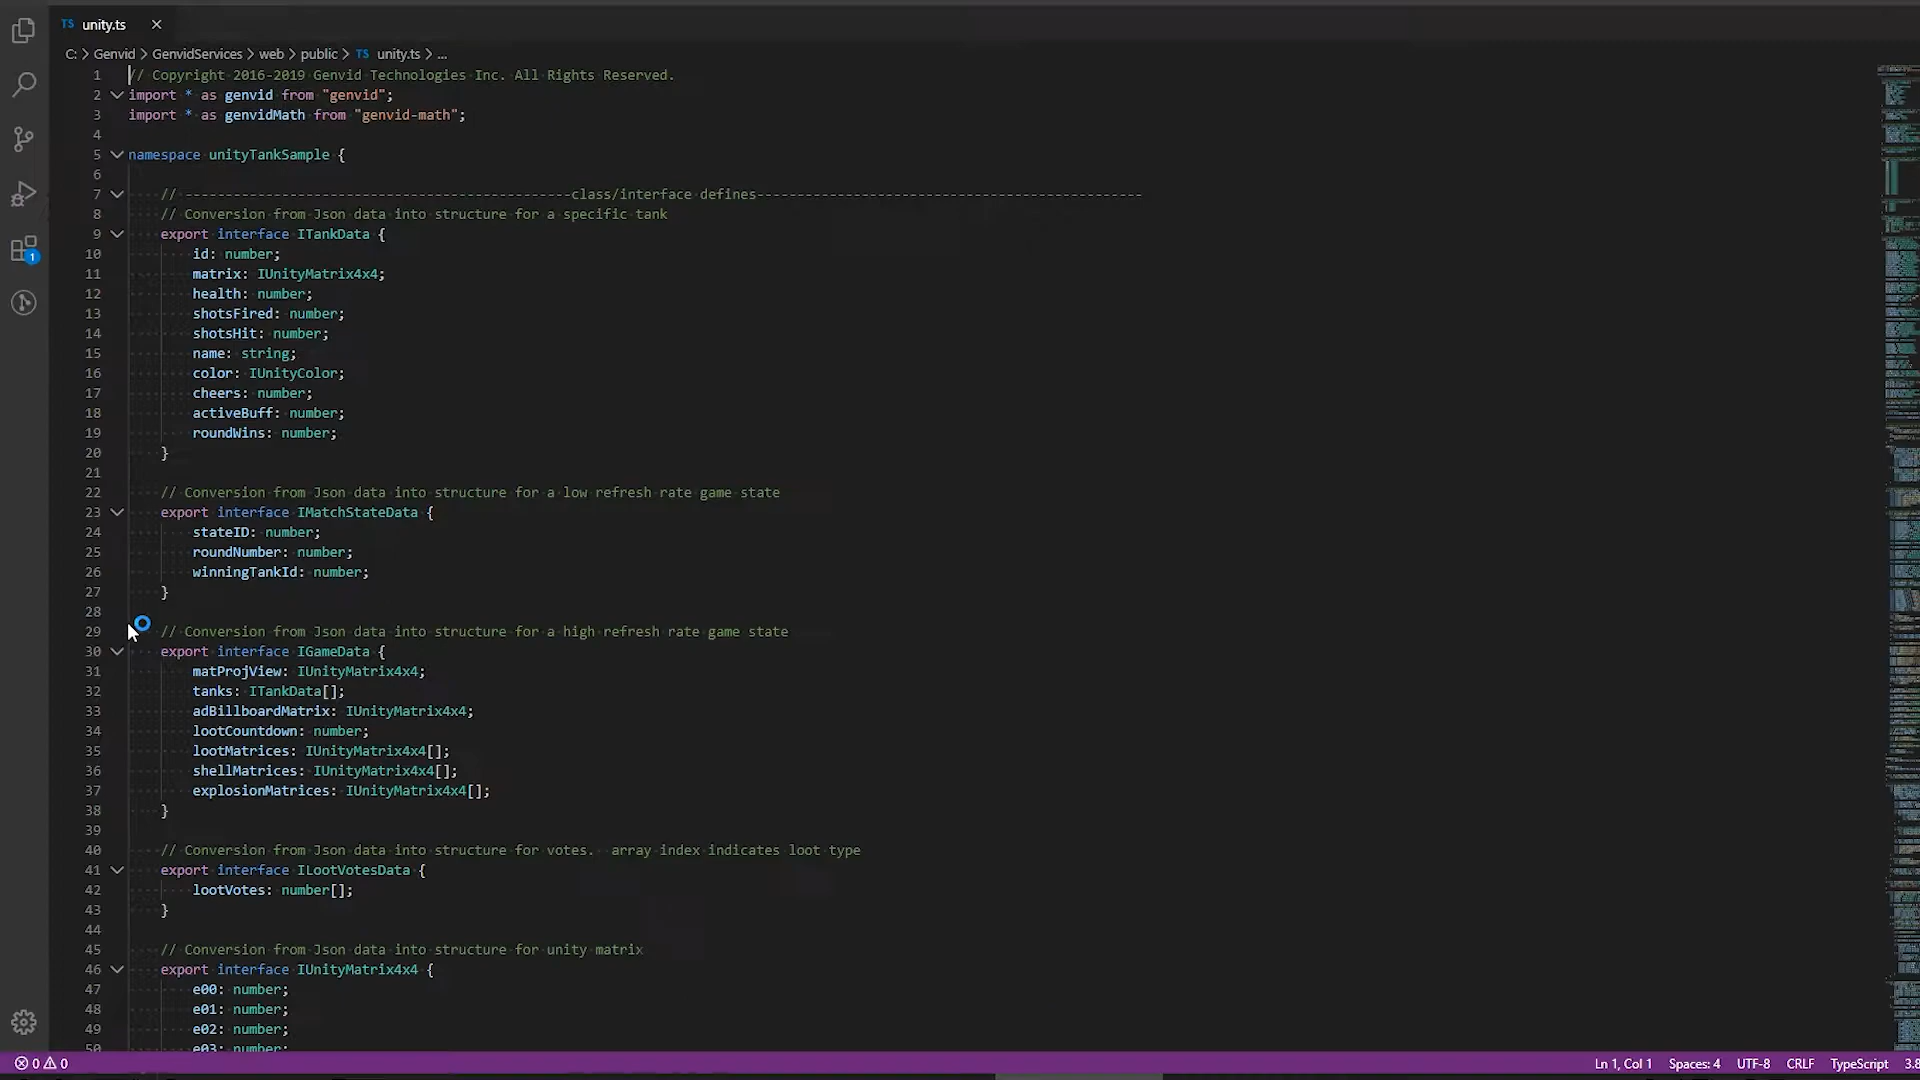 TS unity.ts
C: > Genvid > GenvidServices > web > public > TS unity.ts > ...
1 // Copyright 2016-2019 Genvid Technologies Inc. All Rights Reserved.
2 import * as genvid from "genvid";
3 import * as genvidMath from "genvid-math";
4
5 namespace unityTankSample {
6
7 // ------------------------------------------------class/interface defines------------------------------------------------
8 // Conversion from Json data into structure for a specific tank
9 export interface ITankData {
10 id: number;
11 matrix: IUnityMatrix4x4;
12 health: number;
13 shotsFired: number;
14 shotsHit: number;
15 name: string;
16 color: IUnityColor;
17 cheers: number;
18 activeBuff: number;
19 roundWins: number;
20 }
21
22 // Conversion from Json data into structure for a low refresh rate game state
23 export interface IMatchStateData {
24 stateID: number;
25 roundNumber: number;
26 winningTankId: number;
27 }
28
29 // Conversion from Json data into structure for a high refresh rate game state
30 export interface IGameData {
31 matProjView: IUnityMatrix4x4;
32 tanks: ITankData[];
33 adBillboardMatrix: IUnityMatrix4x4;
34 lootCountdown: number;
35 lootMatrices: IUnityMatrix4x4[];
36 shellMatrices: IUnityMatrix4x4[];
37 explosionMatrices: IUnityMatrix4x4[];
38 }
39
40 // Conversion from Json data into structure for votes.  array index indicates loot type
41 export interface ILootVotesData {
42 lootVotes: number[];
43 }
44
45 // Conversion from Json data into structure for unity matrix
46 export interface IUnityMatrix4x4 {
47 e00: number;
48 e01: number;
49 e02: number;
50 e03: number;
1
0 0 Ln 1, Col 1 Spaces: 4 UTF-8 CRLF TypeScript 3.8